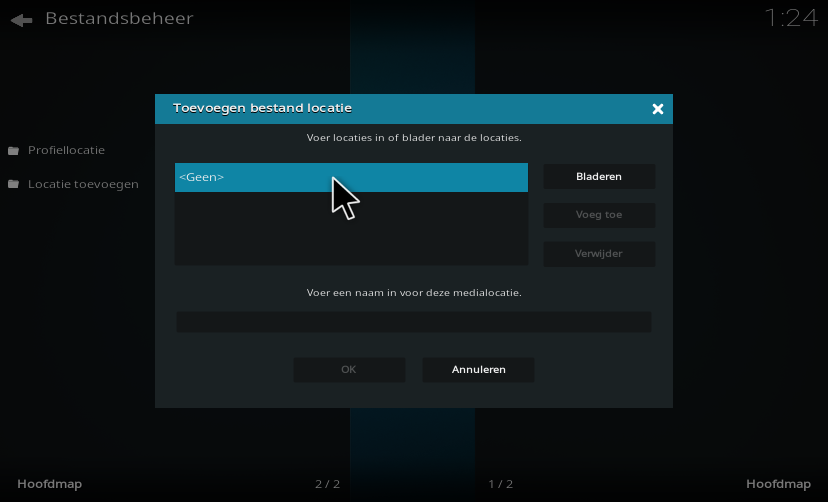 Bestandsbeheer
1:24
Toevoegen bestand locatie
Voer locaties in of blader naar de locaties.
Profiellocatie
Locatie toevoegen
<Geen>
Bladeren
Voeg toe
Verwijder
Voer een naam in voor deze medialocatie.
OK
Annuleren
Hoofdmap
2 / 2
1 / 2
Hoofdmap